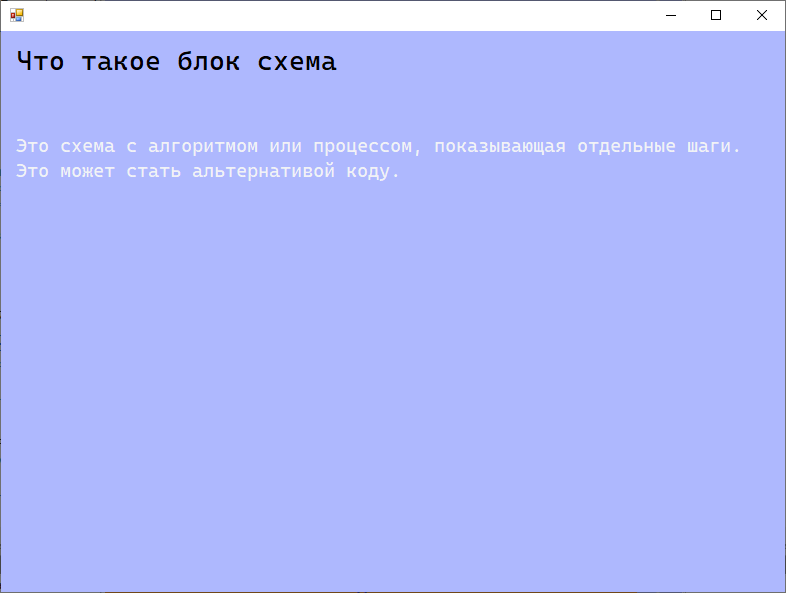 Что такое блок схема
Это схема с алгоритмом или процессом, показывающая отдельные шаги.
Это может стать альтернативой коду.